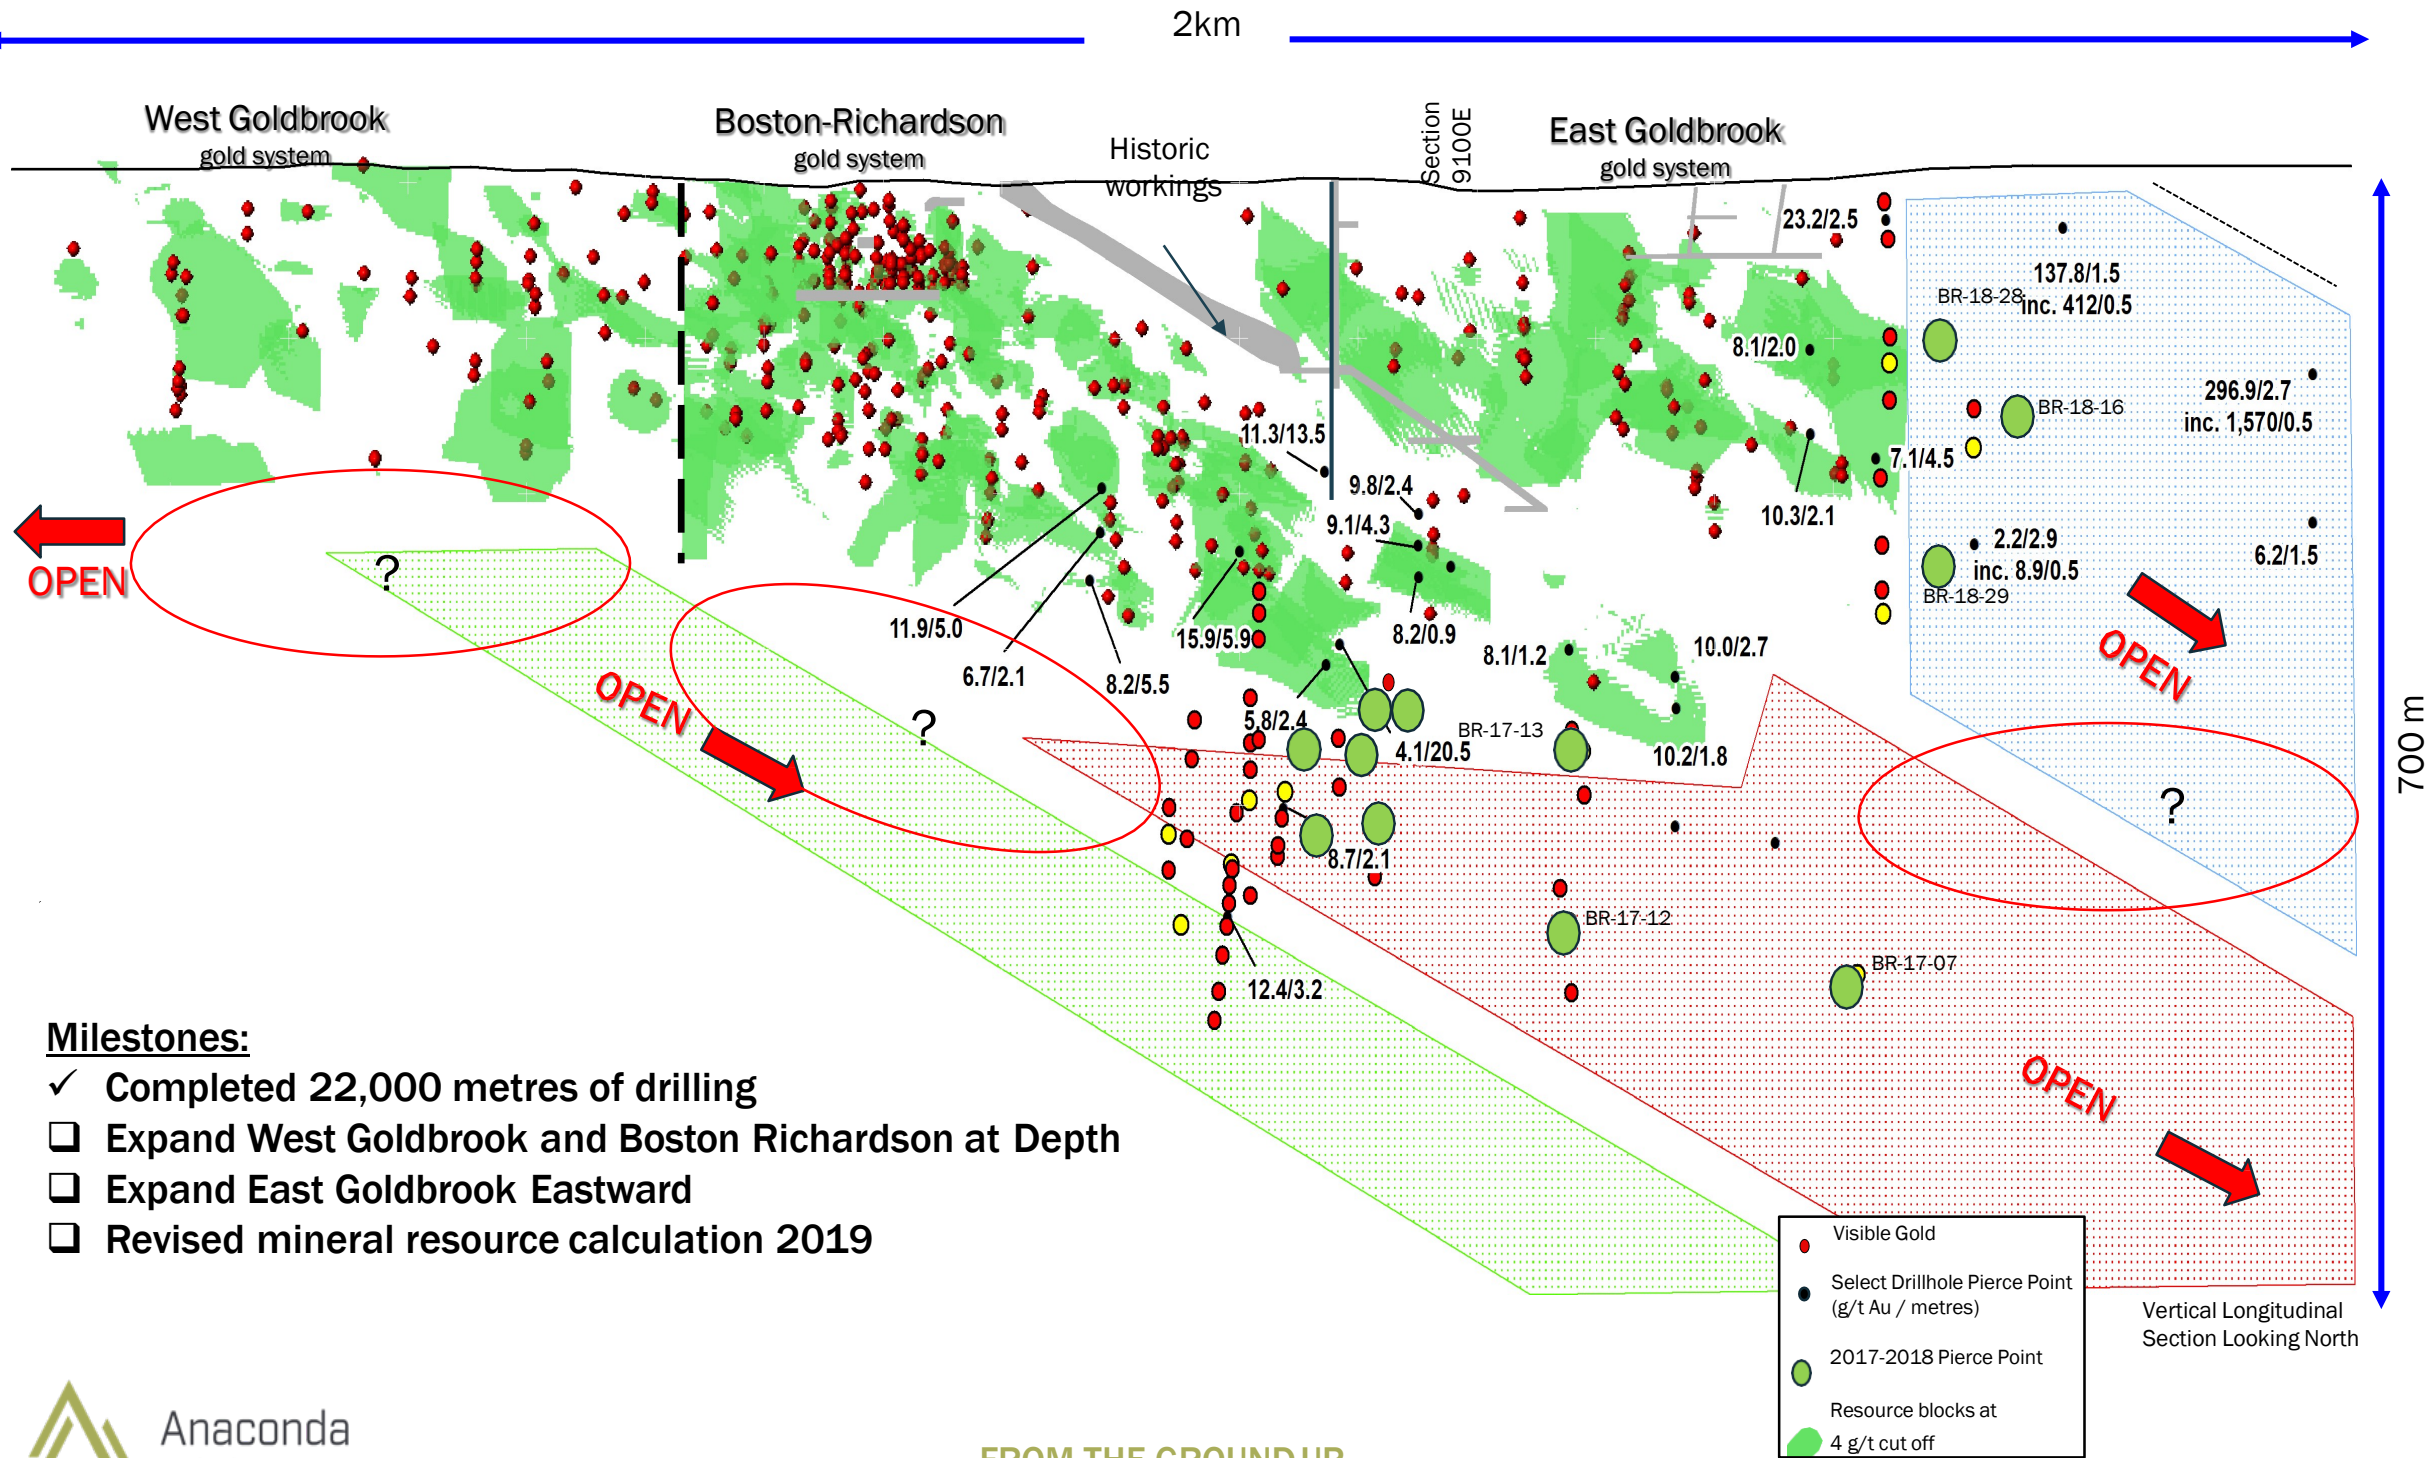 2km
West Goldbrook
gold system
Boston-Richardson
gold system
Historic
workings
Section
9100E
East Goldbrook
gold system
23.2/2.5
137.8/1.5
inc. 412/0.5
BR-18-28
8.1/2.0
296.9/2.7
inc. 1,570/0.5
BR-18-16
11.3/13.5
7.1/4.5
9.8/2.4
10.3/2.1
9.1/4.3
2.2/2.9
inc. 8.9/0.5
6.2/1.5
BR-18-29
OPEN
?
11.9/5.0
15.9/5.9
8.2/0.9
6.7/2.1
8.2/5.5
8.1/1.2
10.0/2.7
OPEN
OPEN
?
5.8/2.4
4.1/20.5
BR-17-13
10.2/1.8
700 m
?
8.7/2.1
BR-17-12
BR-17-07
12.4/3.2
OPEN
Milestones:
✓ Completed 22,000 metres of drilling
❑ Expand West Goldbrook and Boston Richardson at Depth
❑ Expand East Goldbrook Eastward
❑ Revised mineral resource calculation 2019
Visible Gold
Select Drillhole Pierce Point
(g/t Au / metres)
2017-2018 Pierce Point
Resource blocks at
4 g/t cut off
Vertical Longitudinal
Section Looking North
Anaconda
FROM THE GROUND UP